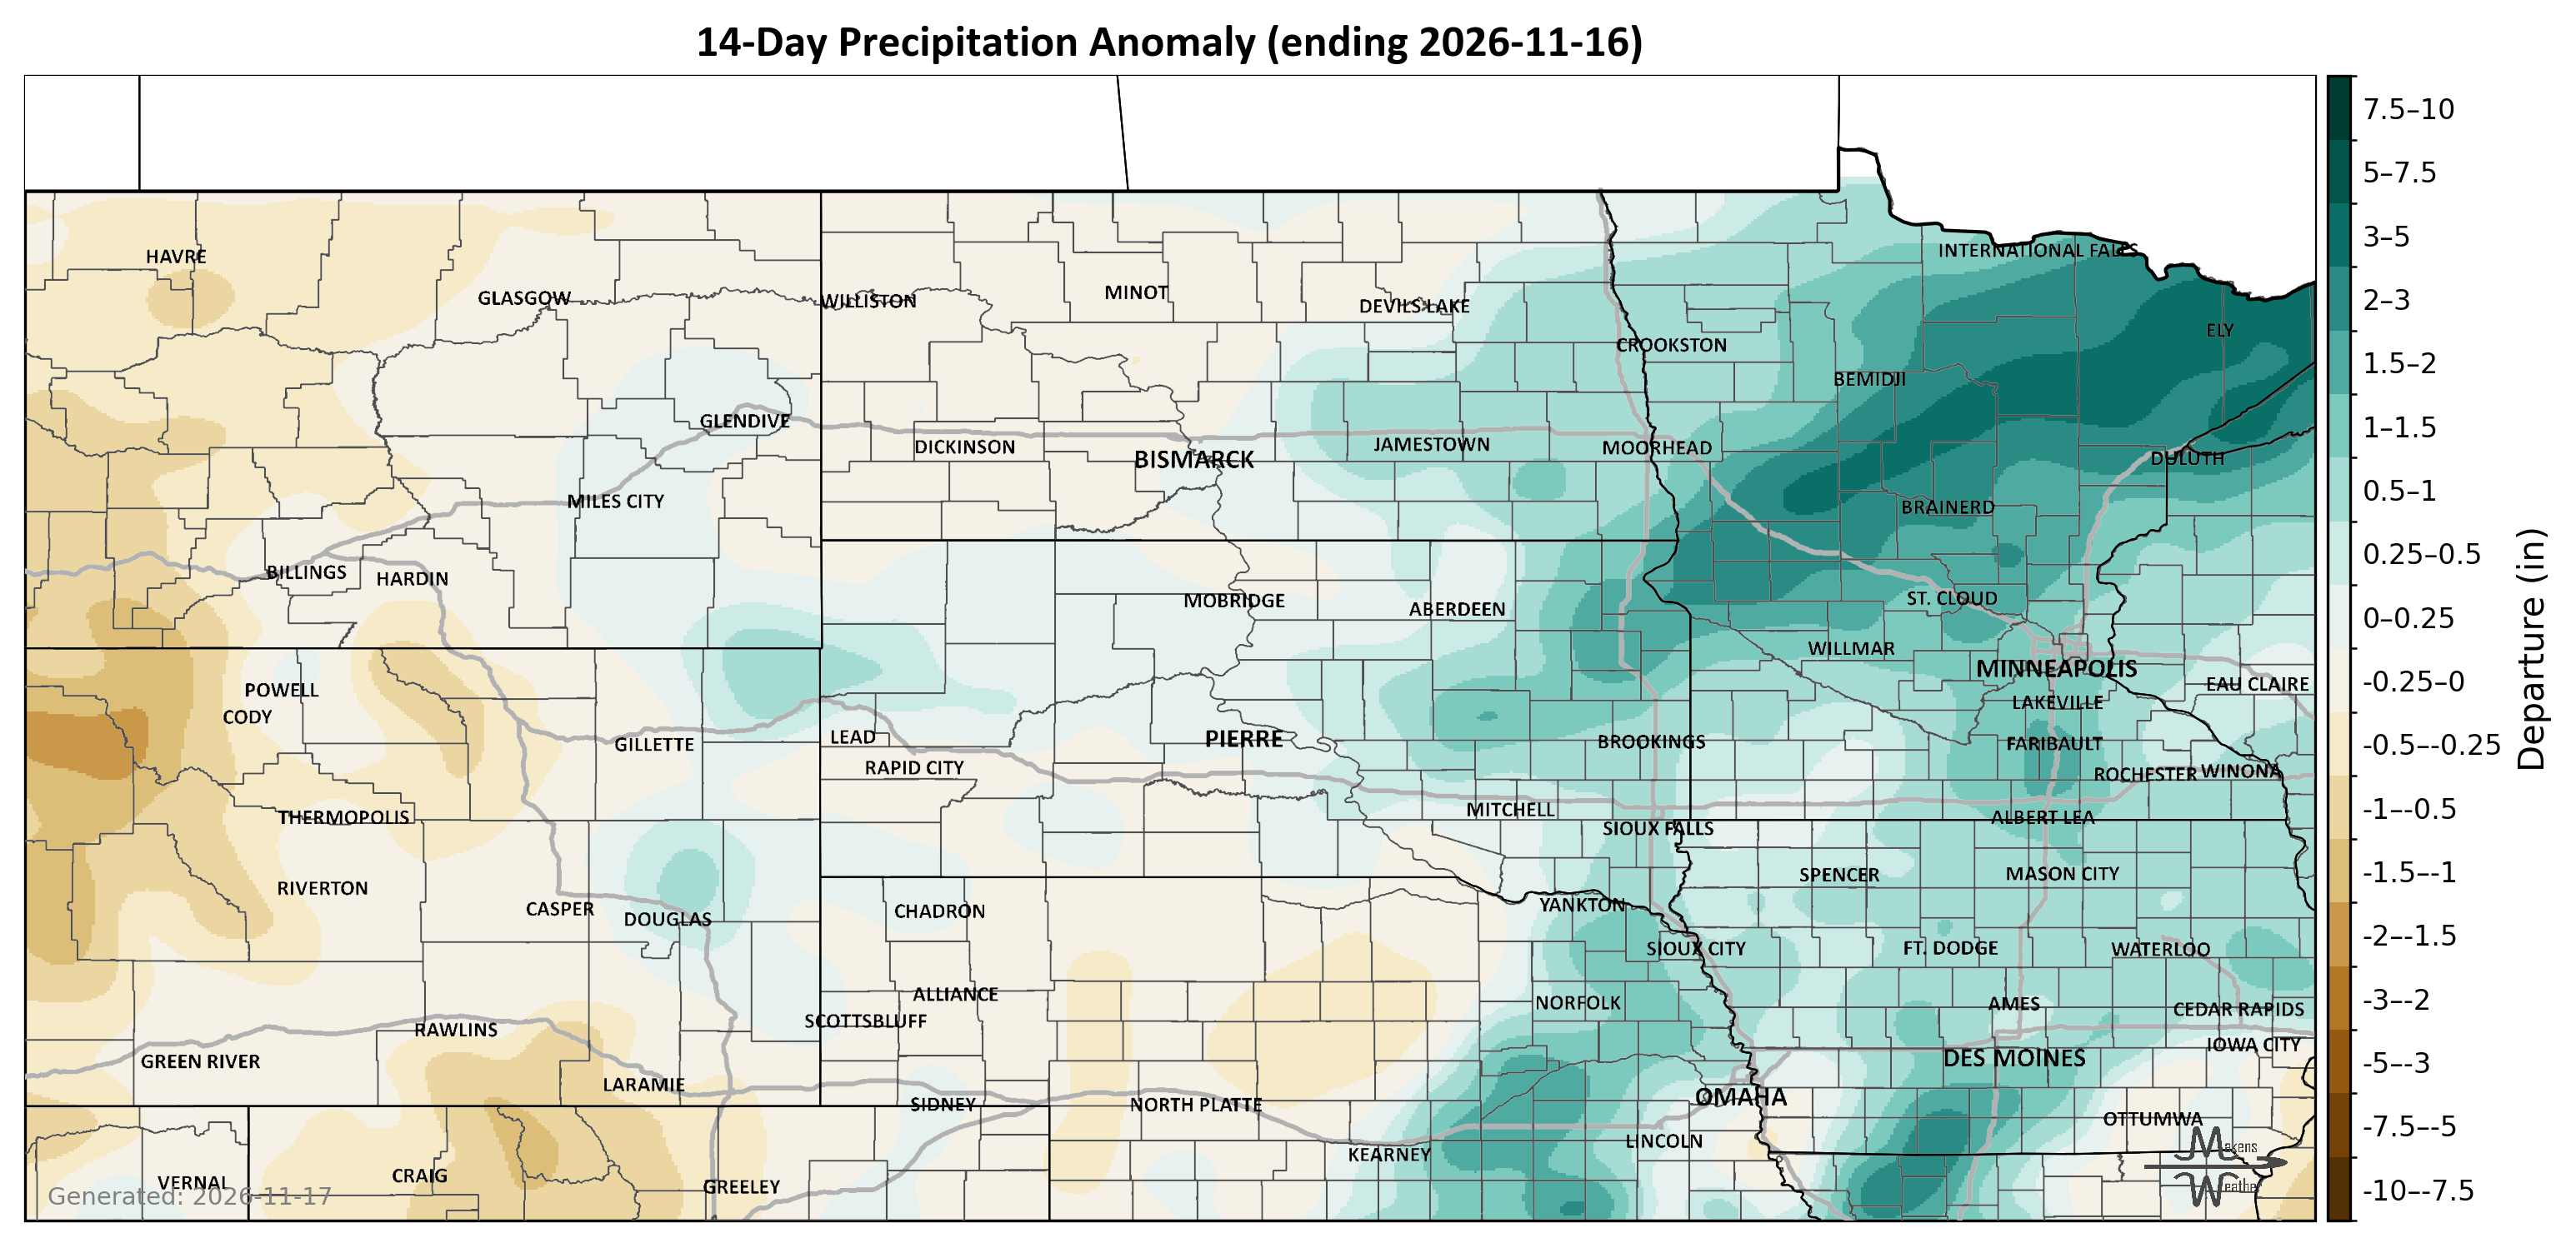 14-Day Precipitation Anomaly (ending 2026-11-16)
HAVRE
GLASGOW
WILLISTON
MINOT
DEVILS LAKE
CROOKSTON
INTERNATIONAL FALLS
ELY
BEMIDJI
GLENDIVE
DICKINSON
BISMARCK
JAMESTOWN
MOORHEAD
DULUTH
MILES CITY
BRAINERD
BILLINGS
HARDIN
MOBRIDGE
ABERDEEN
ST. CLOUD
WILLMAR
MINNEAPOLIS
EAU CLAIRE
POWELL
CODY
LAKEVILLE
GILLETTE
LEAD
PIERRE
BROOKINGS
FARIBAULT
RAPID CITY
ROCHESTER
WINONA
THERMOPOLIS
MITCHELL
SIOUX FALLS
ALBERT LEA
RIVERTON
SPENCER
MASON CITY
CASPER
DOUGLAS
CHADRON
YANKTON
SIOUX CITY
FT. DODGE
WATERLOO
ALLIANCE
NORFOLK
AMES
CEDAR RAPIDS
SCOTTSBLUFF
RAWLINS
IOWA CITY
GREEN RIVER
DES MOINES
LARAMIE
SIDNEY
NORTH PLATTE
OMAHA
OTTUMWA
LINCOLN
KEARNEY
VERNAL
CRAIG
GREELEY
Generated: 2026-11-17
Makens
Weather
7.5–10
5–7.5
3–5
2–3
1.5–2
1–1.5
0.5–1
0.25–0.5
0–0.25
-0.25–0
-0.5–-0.25
-1–-0.5
-1.5–-1
-2–-1.5
-3–-2
-5–-3
-7.5–-5
-10–-7.5
Departure (in)